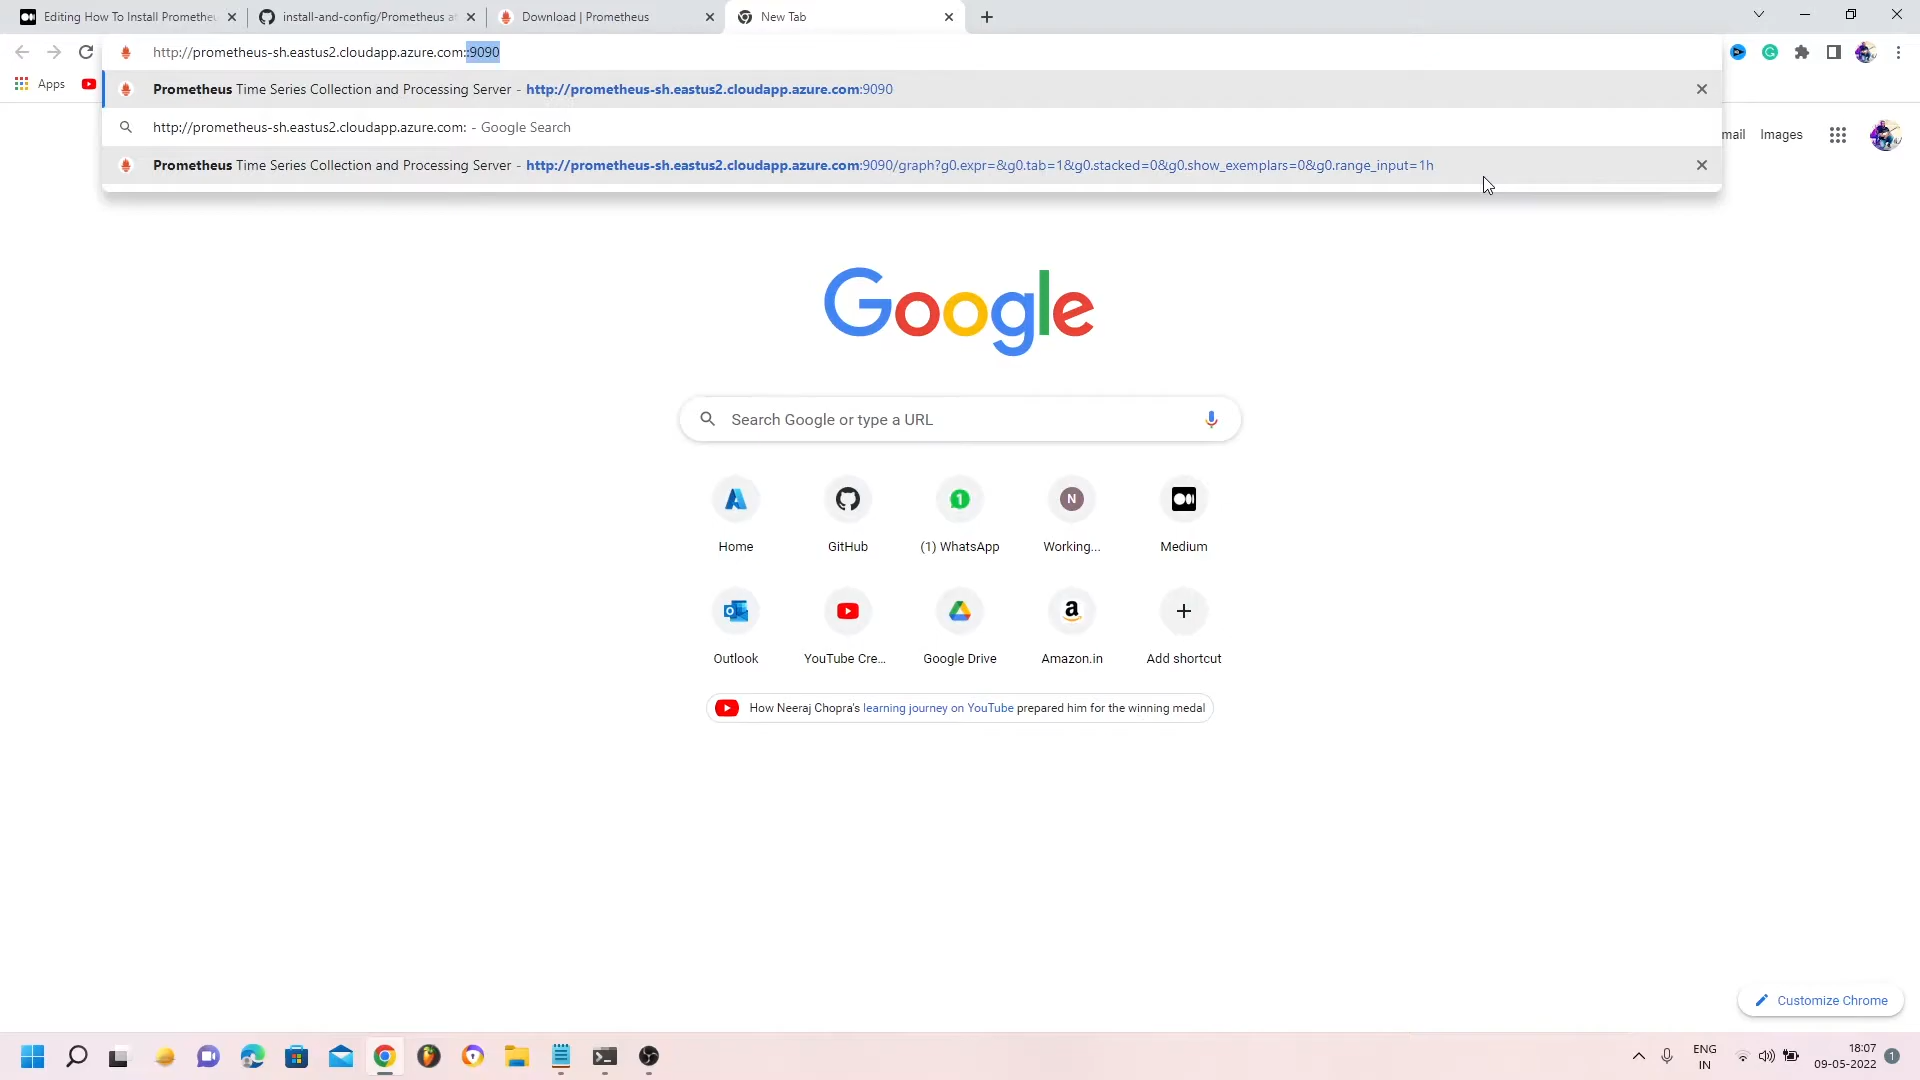 Editing How To Install Promethe
install-and-config/Prometheus at
Download | Prometheus
New Tab
http://prometheus-sh.eastus2.cloudapp.azure.com:9090
Apps
Prometheus Time Series Collection and Processing Server - http://prometheus-sh.eastus2.cloudapp.azure.com:9090
http://prometheus-sh.eastus2.cloudapp.azure.com: - Google Search
Prometheus Time Series Collection and Processing Server - http://prometheus-sh.eastus2.cloudapp.azure.com:9090/graph?g0.expr=&g0.tab=1&g0.stacked=0&g0.show_exemplars=0&g0.range_input=1h
mail Images
Google
Search Google or type a URL
1
N
Home
GitHub
(1) WhatsApp
Working...
Medium
a
Outlook
YouTube Cre...
Google Drive
Amazon.in
Add shortcut
How Neeraj Chopra's learning journey on YouTube prepared him for the winning medal
Customize Chrome
ENG
IN
18:07
09-05-2022
1